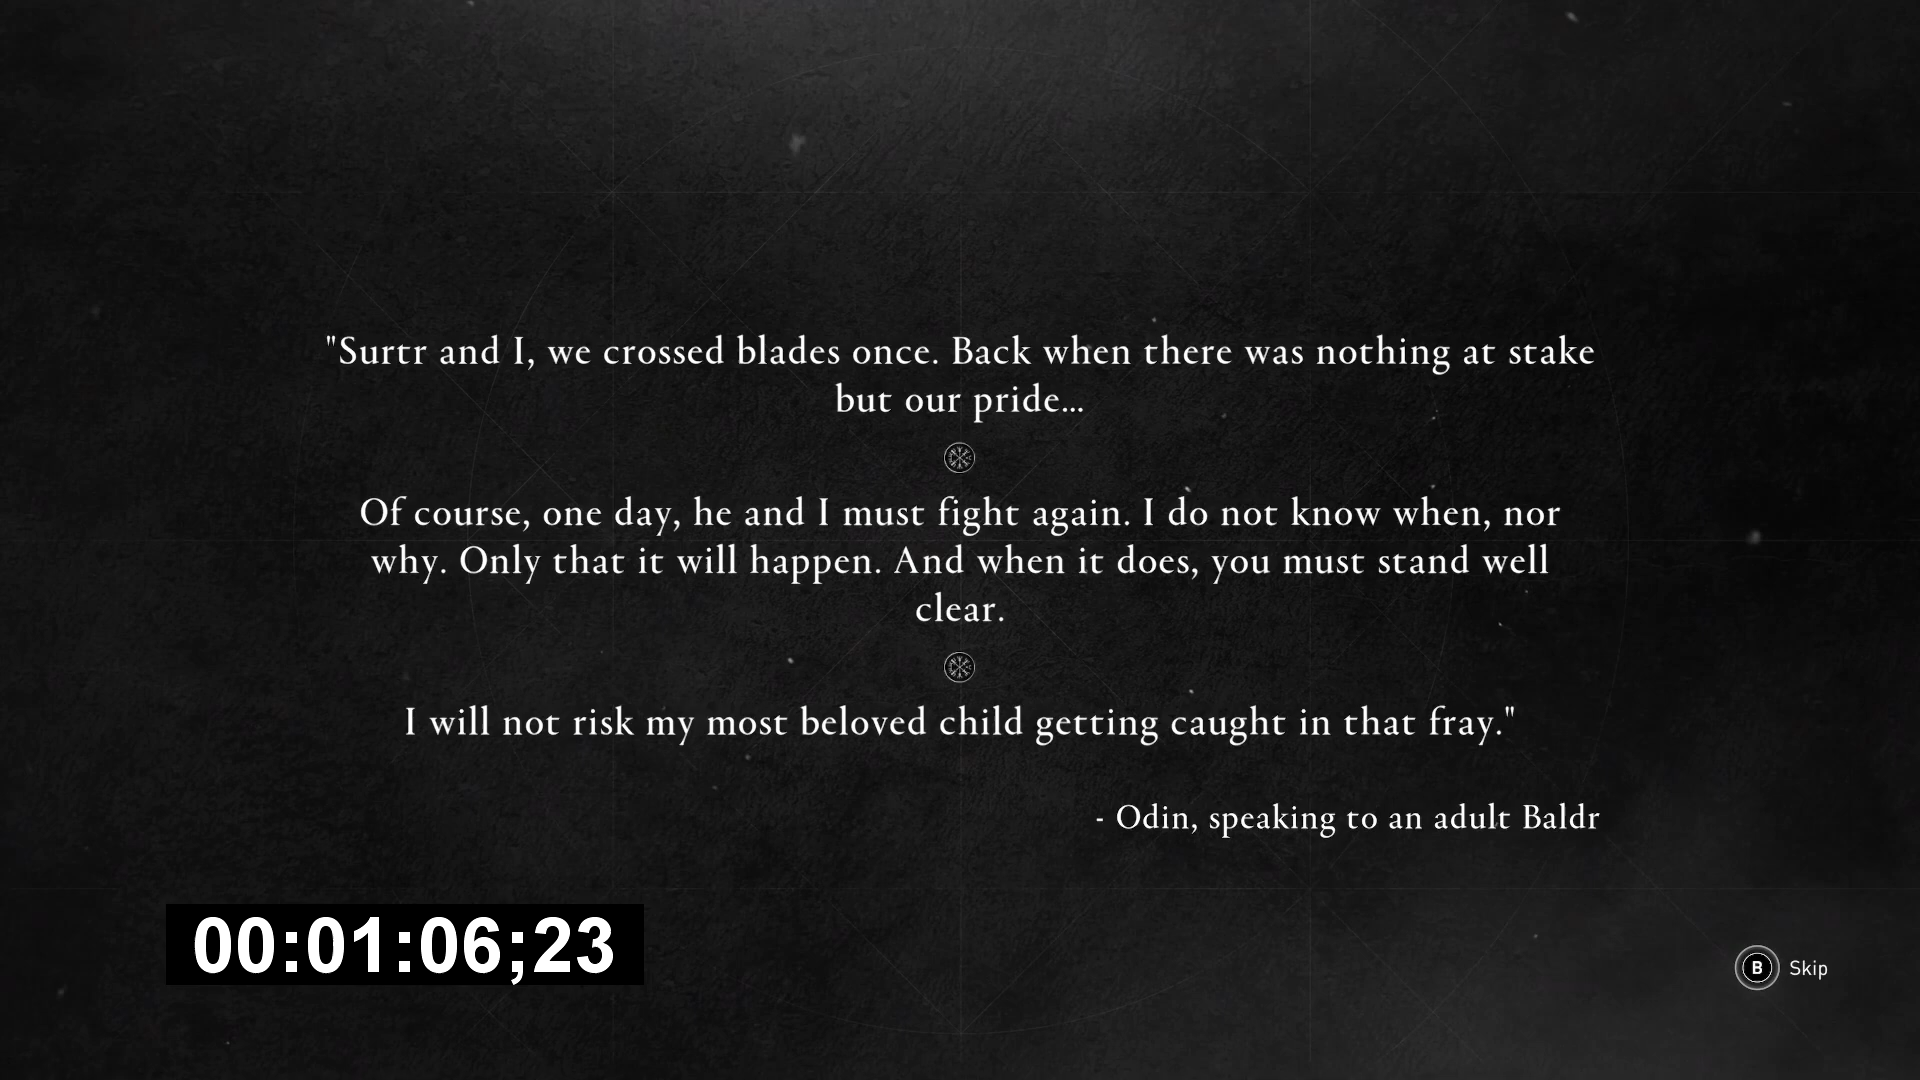 "Surtr and I, we crossed blades once. Back when there was nothing at stake
but our pride...
Of course, one day, he and I must fight again. I do not know when, nor
why. Only that it will happen. And when it does, you must stand well
clear.
I will not risk my most beloved child getting caught in that fray."
- Odin, speaking to an adult Baldr
00:01:06;23
B Skip